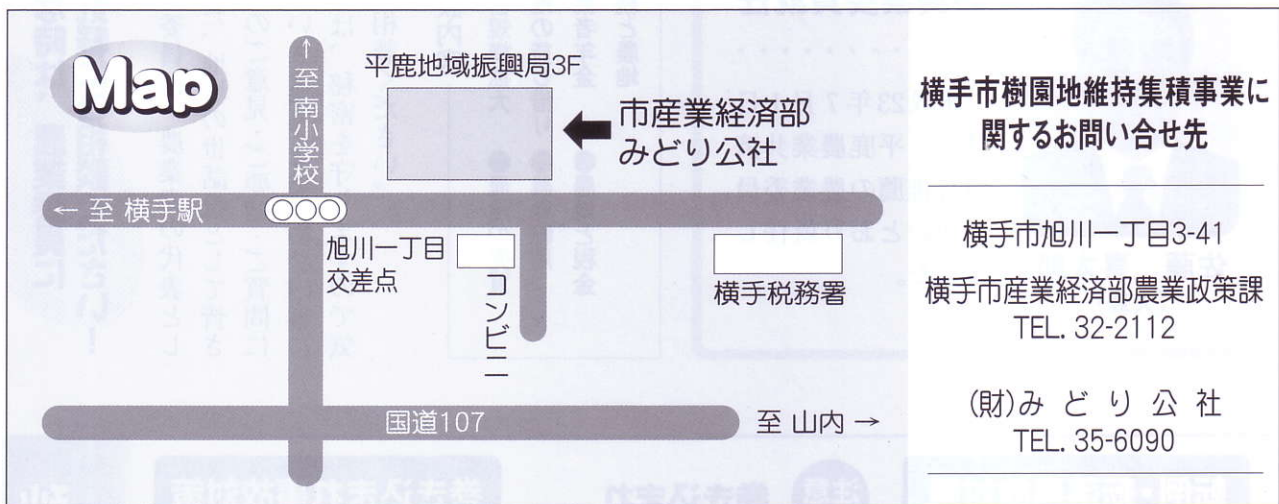 Map
↑至 南小学校
平鹿地域振興局3F
市産業経済部
みどり公社
← 至 横手駅
旭川一丁目
交差点
コンビニ
横手税務署
国道107
至 山内 →
横手市樹園地維持集積事業に
関するお問い合せ先
横手市旭川一丁目3-41
横手市産業経済部農業政策課
TEL. 32-2112
(財)み ど り 公 社
TEL. 35-6090